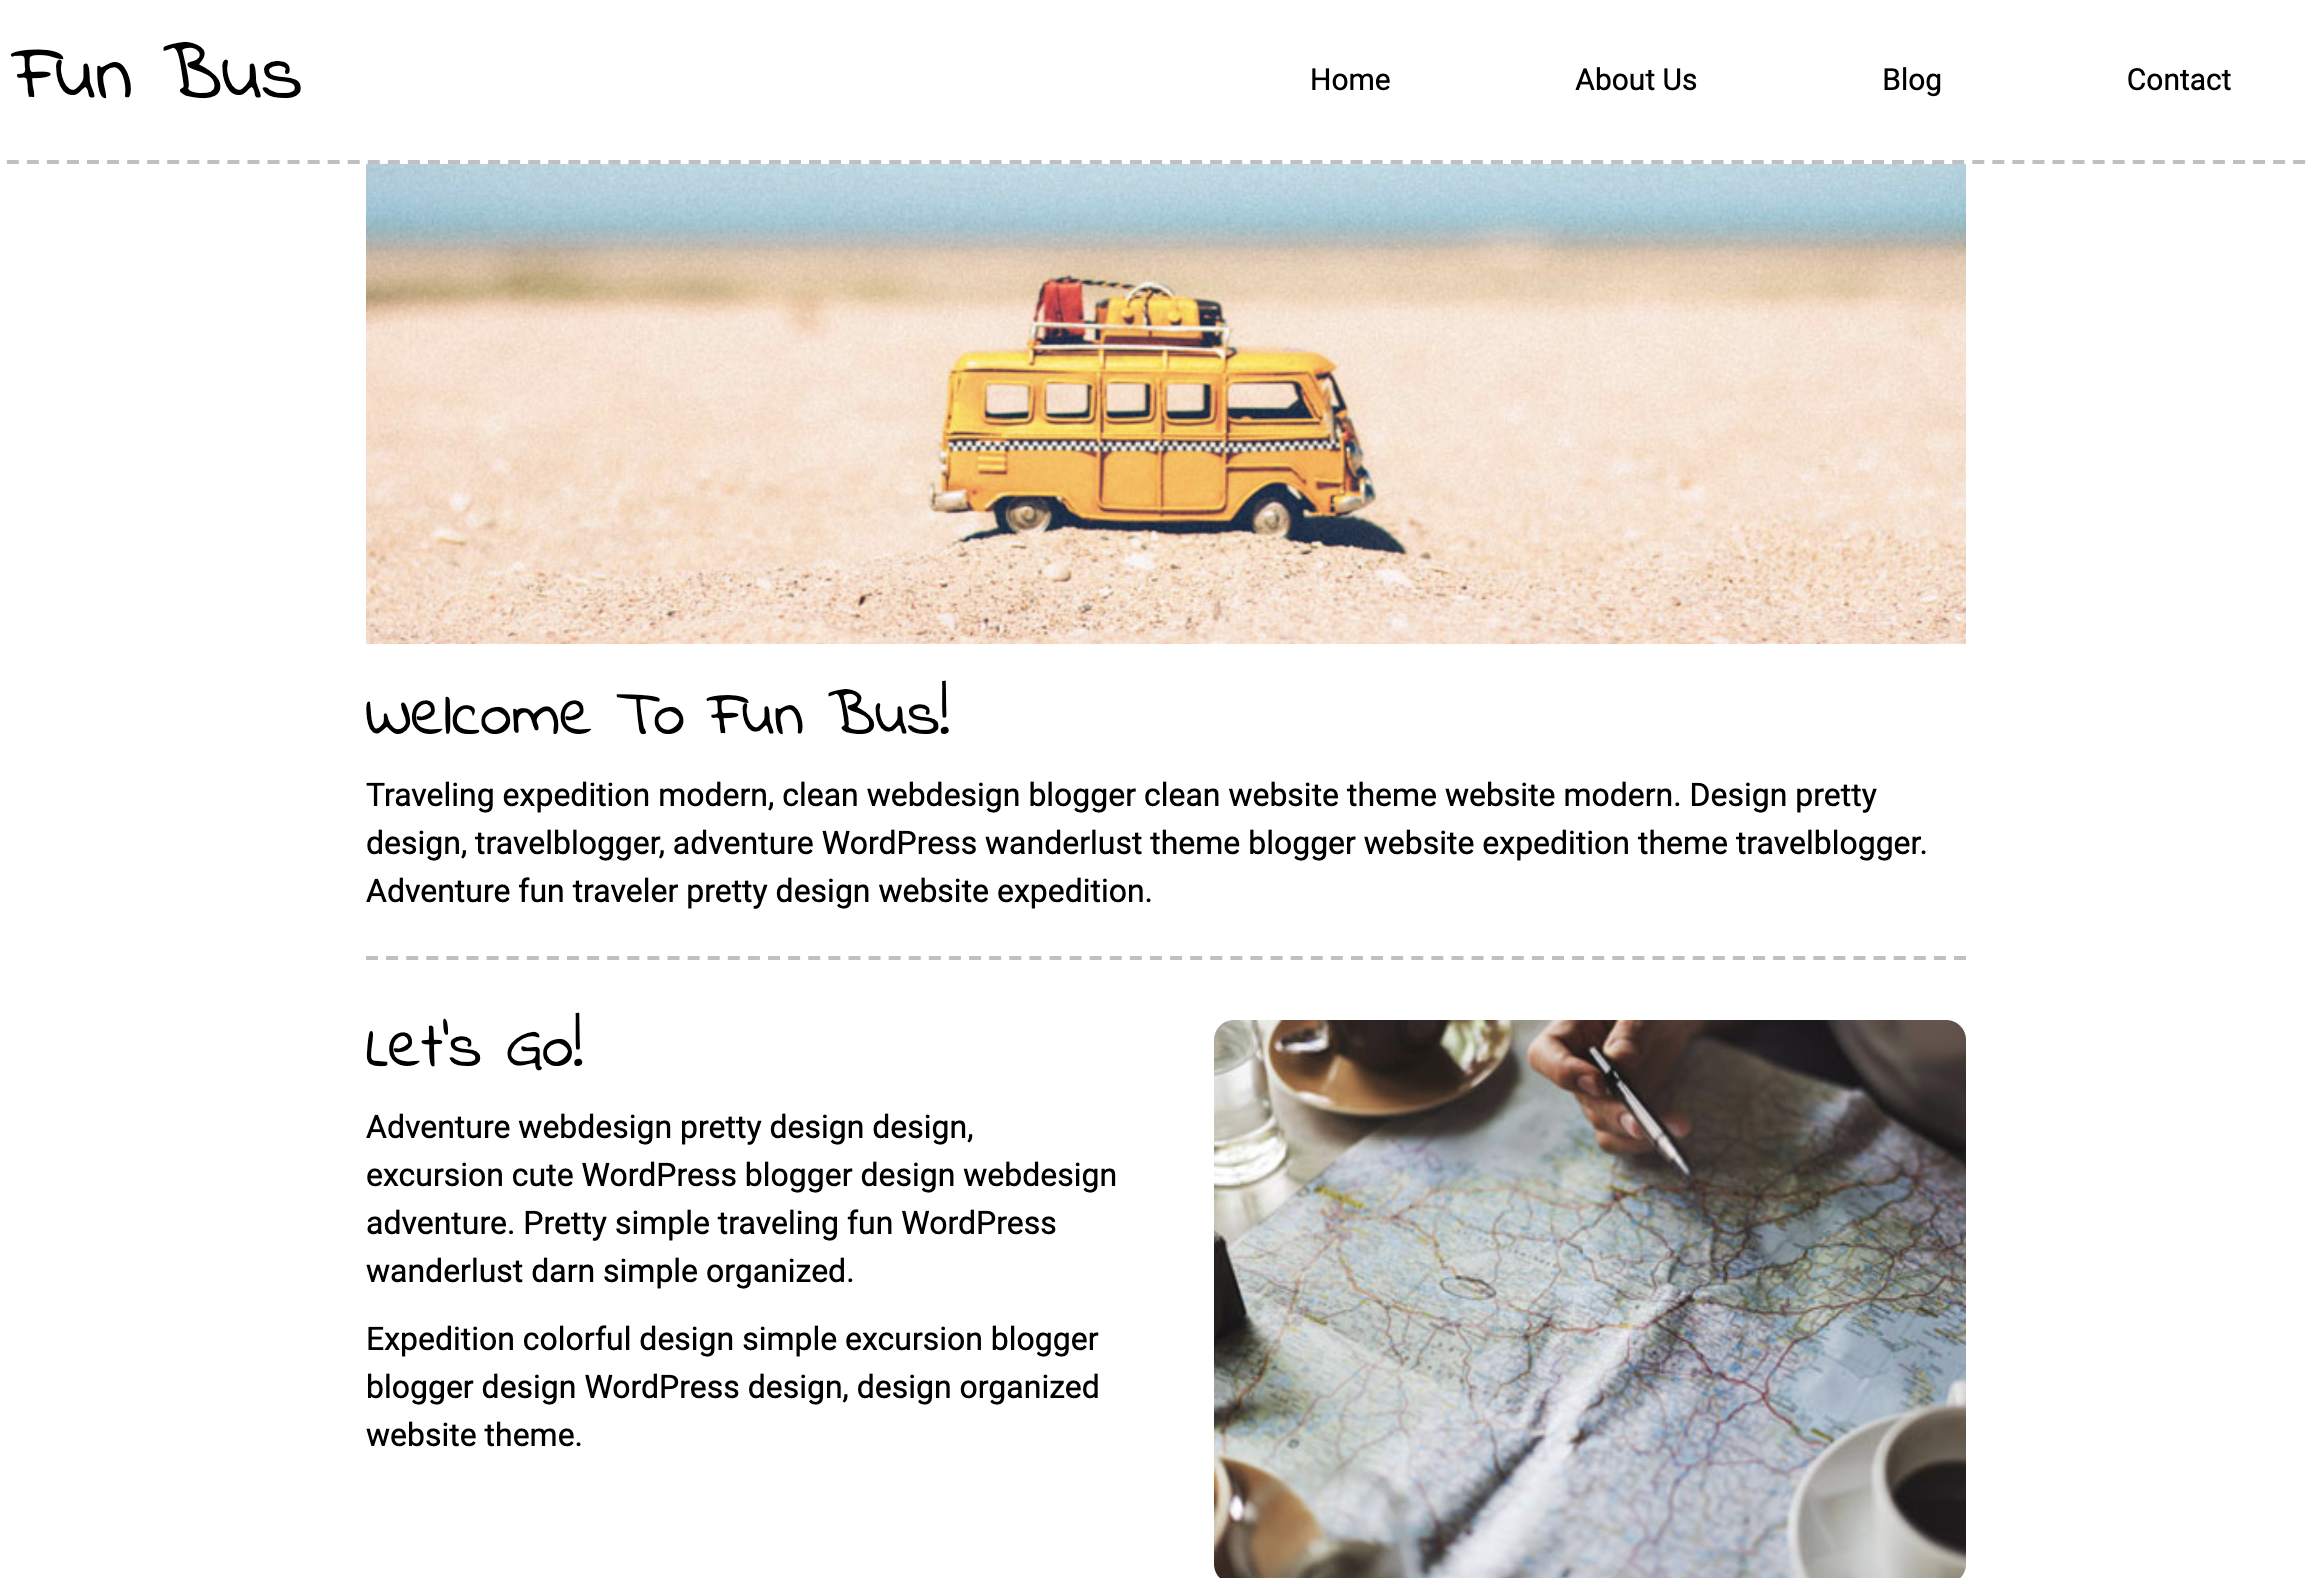 Fun Bus
Home About Us Blog Contact
Welcome To Fun Bus!
Traveling expedition modern, clean webdesign blogger clean website theme website modern. Design pretty
design, travelblogger, adventure WordPress wanderlust theme blogger website expedition theme travelblogger.
Adventure fun traveler pretty design website expedition.
Let's Go!
Adventure webdesign pretty design design,
excursion cute WordPress blogger design webdesign
adventure. Pretty simple traveling fun WordPress
wanderlust darn simple organized.
Expedition colorful design simple excursion blogger
blogger design WordPress design, design organized
website theme.